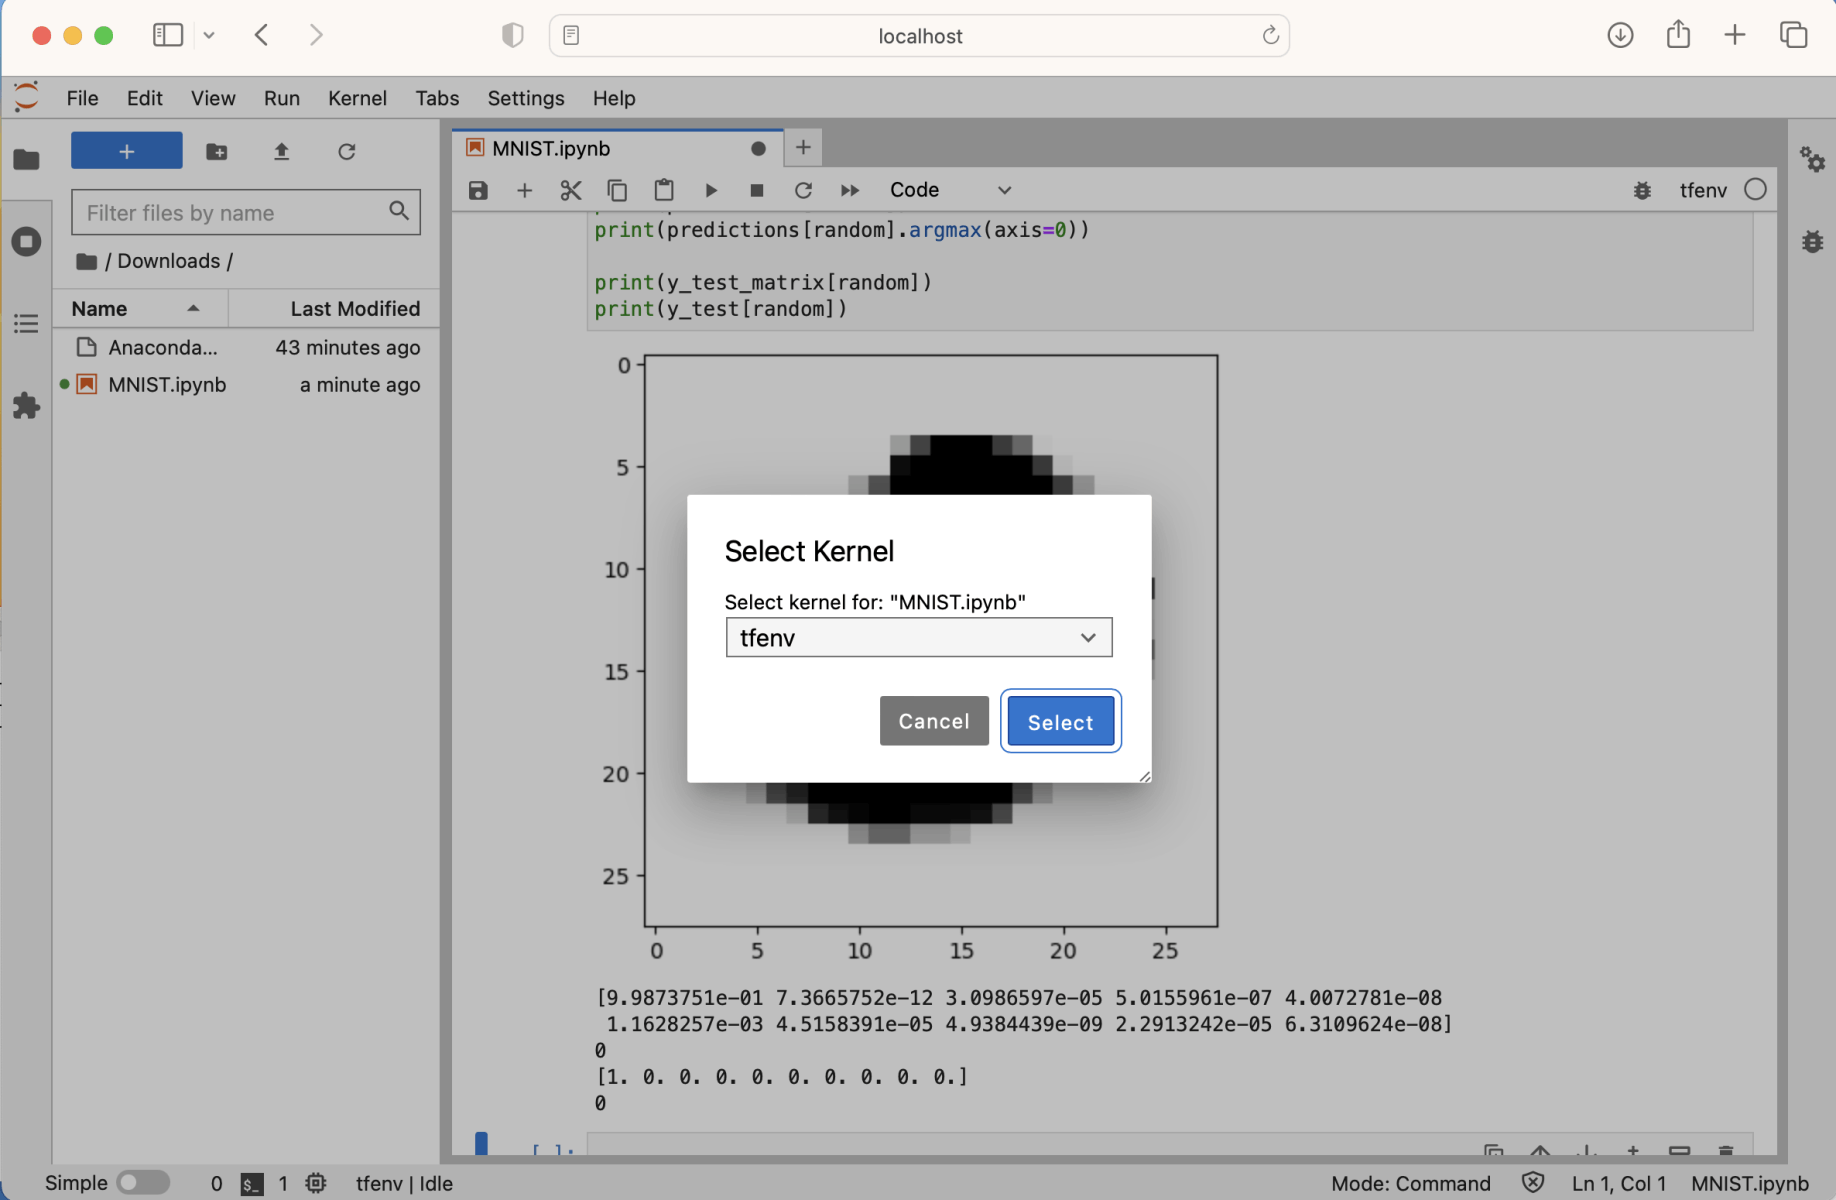 localhost
File Edit View Run Kernel Tabs Settings Help
MNIST.ipynb
Code
tfenv
Filter files by name
/ Downloads /
Name Last Modified
Anaconda... 43 minutes ago
MNIST.ipynb a minute ago
print(predictions[random].argmax(axis=0))
print(y_test_matrix[random])
print(y_test[random])
0
5
10
15
20
25
0 5 10 15 20 25
Select Kernel
Select kernel for: "MNIST.ipynb"
tfenv
Cancel Select
[9.9873751e-01 7.3665752e-12 3.0986597e-05 5.0155961e-07 4.0072781e-08
1.1628257e-03 4.5158391e-05 4.9384439e-09 2.2913242e-05 6.3109624e-08]
0
[1. 0. 0. 0. 0. 0. 0. 0. 0. 0.]
0
[ ]:
Simple 0 $_ 1 tfenv | Idle Mode: Command Ln 1, Col 1 MNIST.ipynb